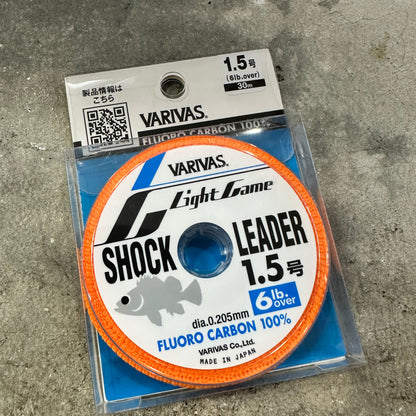 製品情報は
こちら
1.5号
(6lb.over)
30m
VARIVAS®
FLUORO CARBON 100%
VARIVAS®
Light Game
SHOCK LEADER
1.5号
6lb.
over
dia.0.205mm
FLUORO CARBON 100%
VARIVAS Co.,Ltd.
MADE IN JAPAN